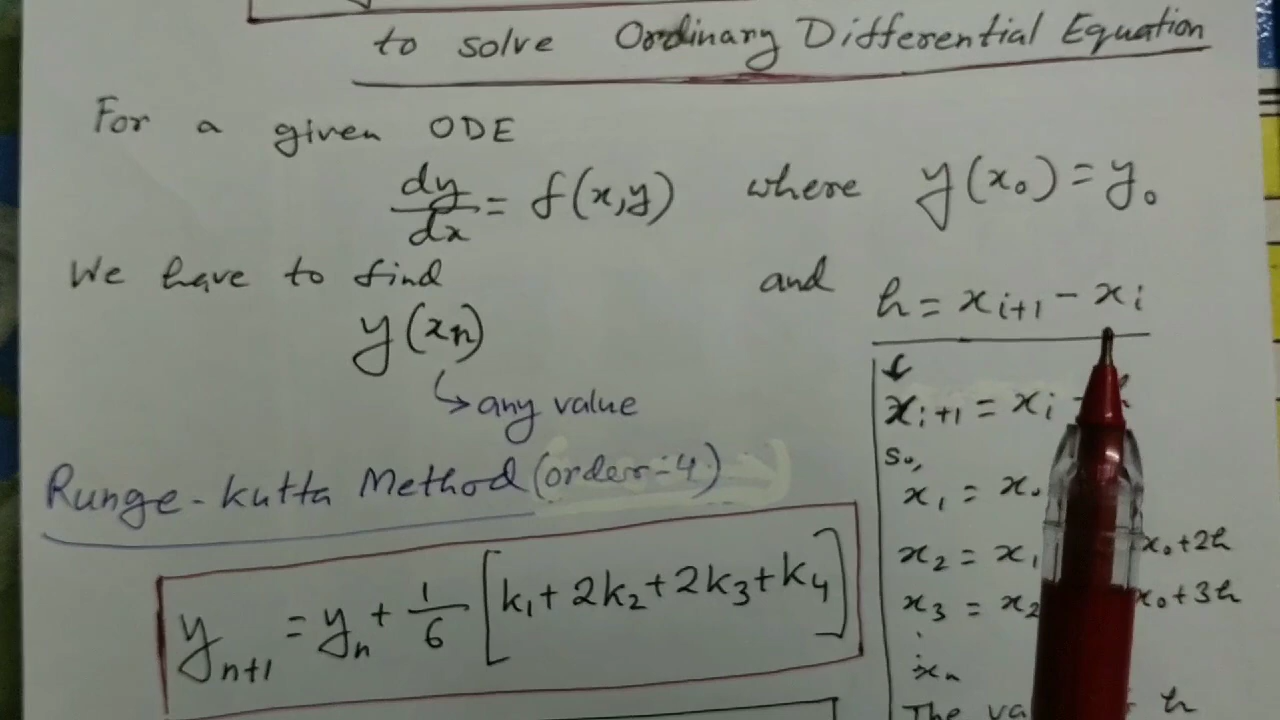 to solve Ordinary Differential Equation
For a given ODE
dy/dx = f(x,y) where y(x₀) = y₀
We have to find and h = xᵢ₊₁ - xᵢ
y(xₙ)
↳ any value
xᵢ₊₁ = xᵢ
So,
x₁ = x₀
x₂ = x₁ x₀+2h
x₃ = x₂ x₀+3h
xₙ
The h
Runge-Kutta Method (order=4)
yₙ₊₁ = yₙ + 1/6 [k₁ + 2k₂ + 2k₃ + k₄]